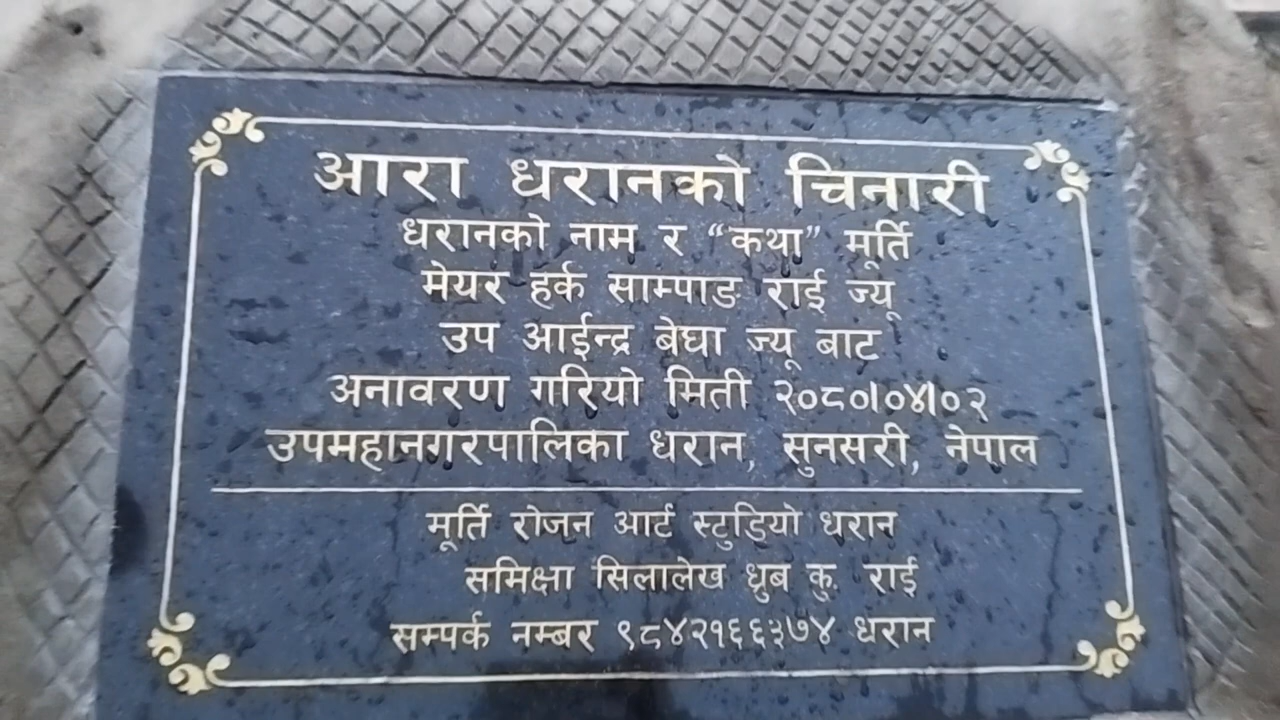 आरा धरानको चिनारी
धरानको नाम र “कथा” मूर्ति
मेयर हर्क साम्पाङ राई ज्यू
उप आईन्द्र बेघा ज्यू बाट
अनावरण गरियो मिती २०८०|०४|०२
उपमहानगरपालिका धरान, सुनसरी, नेपाल
मूर्ति रोजन आर्ट स्टुडियो धरान
समिक्षा सिलालेख ध्रुब कु. राई
सम्पर्क नम्बर ९८४२१६६३७४ धरान